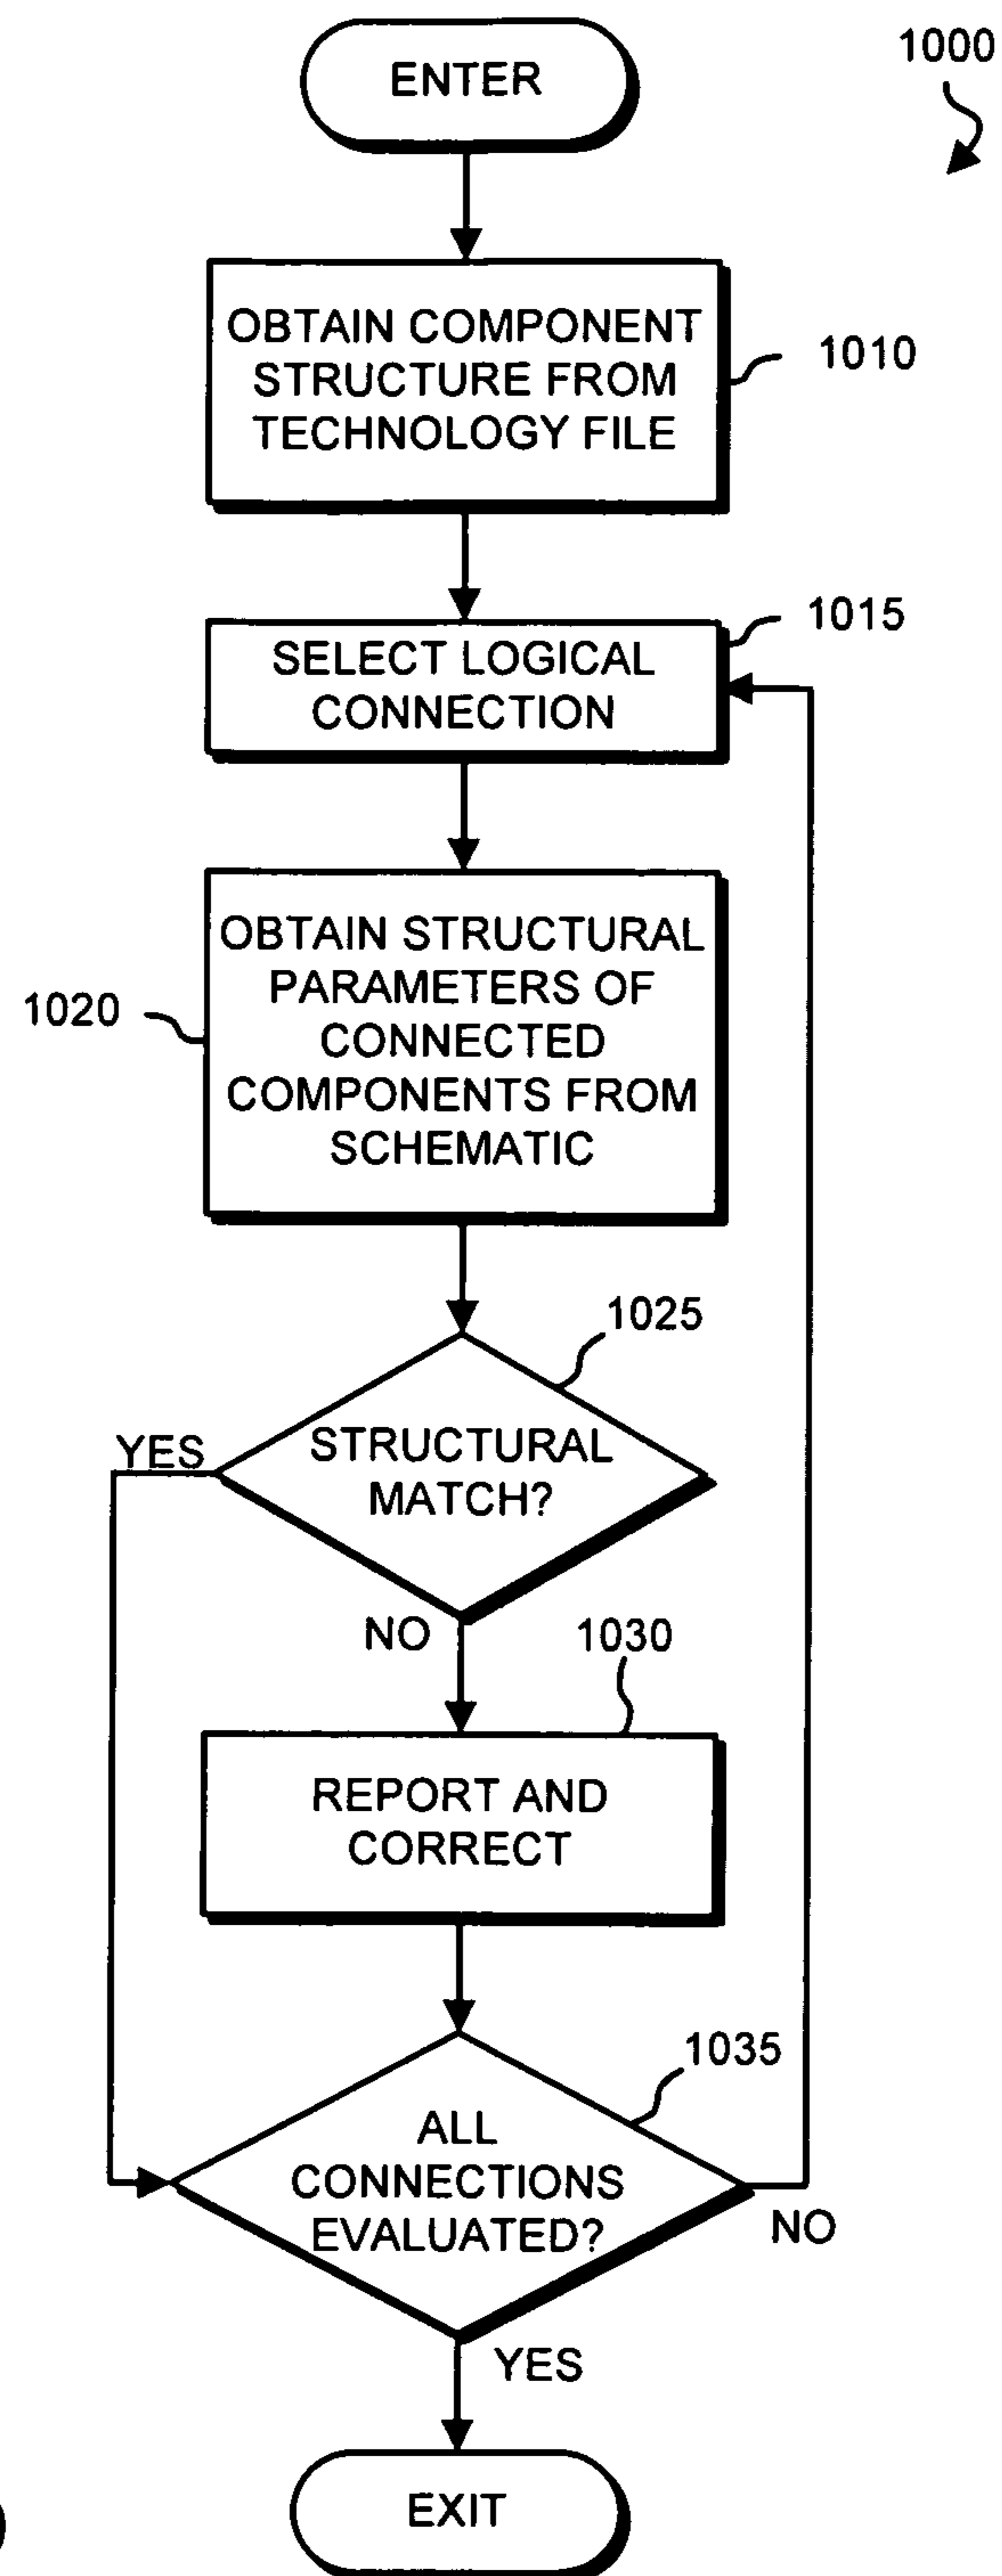 ENTER
1000
OBTAIN COMPONENT
STRUCTURE FROM
TECHNOLOGY FILE
1010
SELECT LOGICAL
CONNECTION
1015
OBTAIN STRUCTURAL
PARAMETERS OF
CONNECTED
COMPONENTS FROM
SCHEMATIC
1020
1025
STRUCTURAL
MATCH?
YES
NO
1030
REPORT AND
CORRECT
1035
ALL
CONNECTIONS
EVALUATED?
NO
YES
EXIT